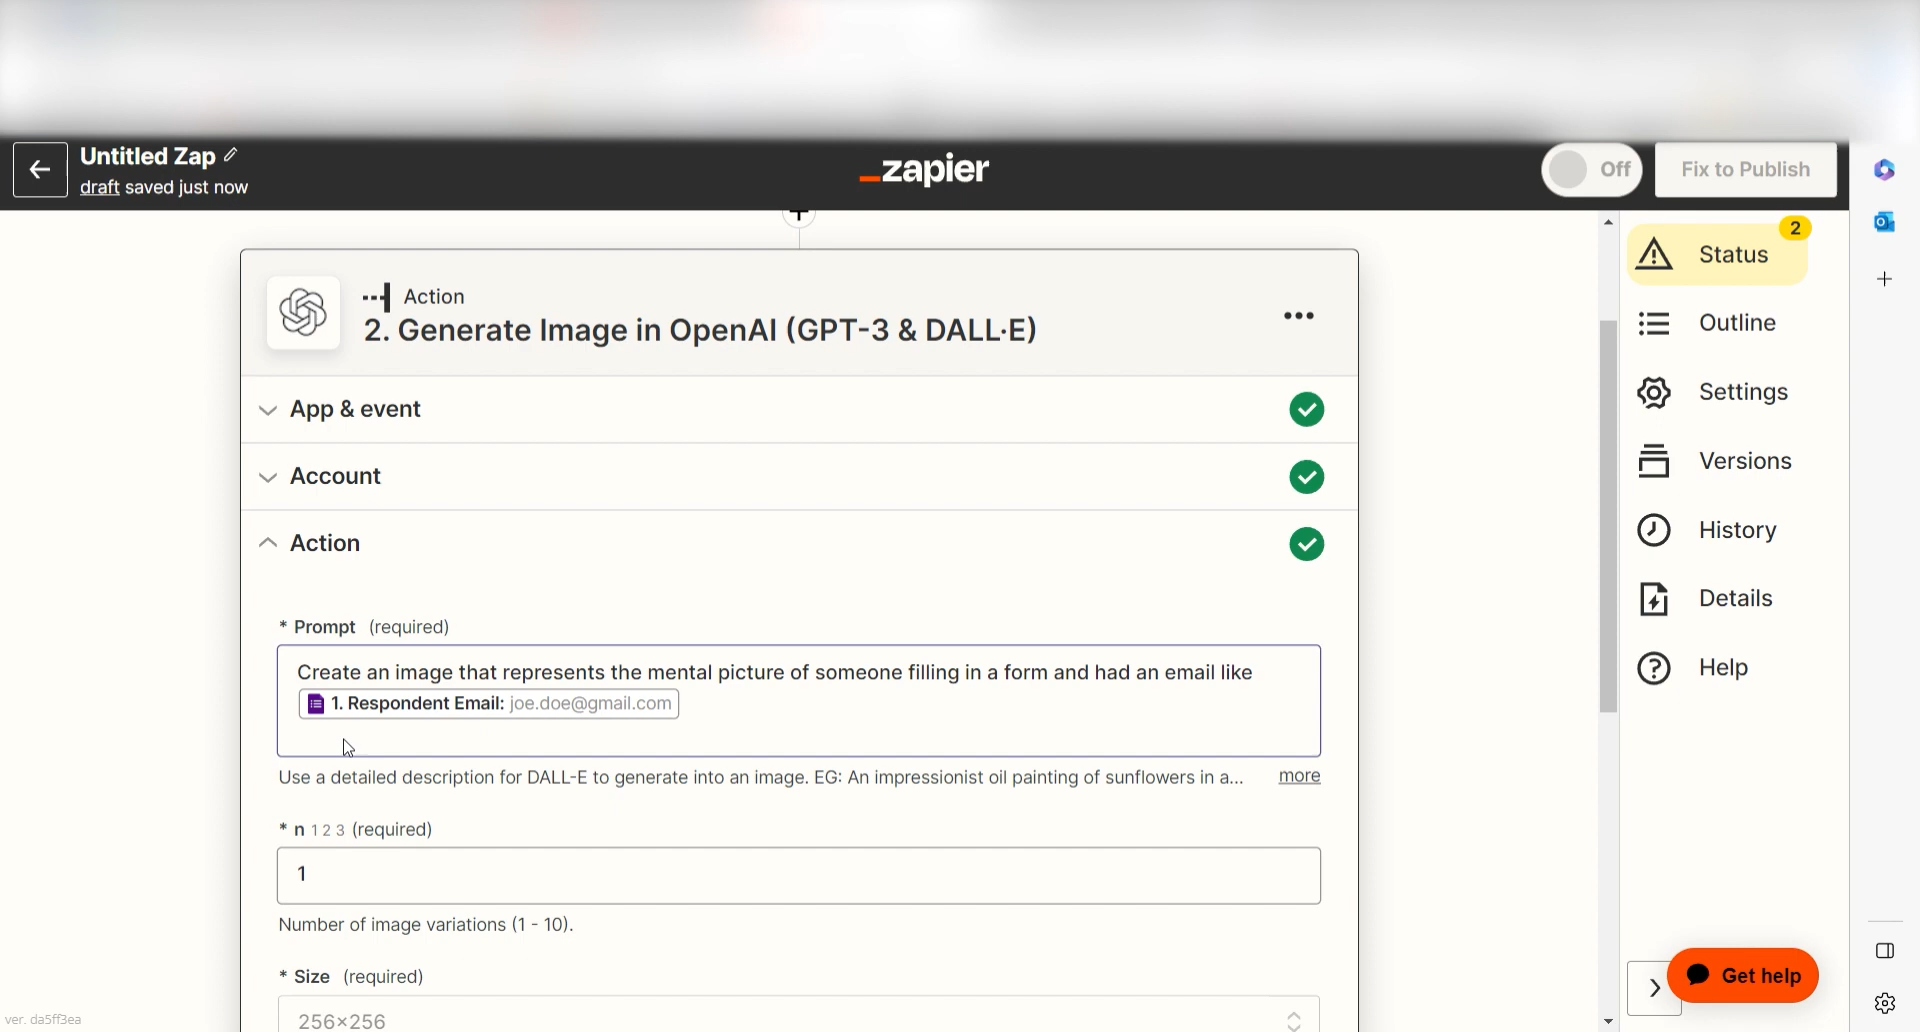 Untitled Zap
draft saved just now
zapier
Off
Fix to Publish
2
Status
Outline
Settings
Versions
History
Details
Help
Action
2. Generate Image in OpenAI (GPT-3 & DALL·E)
App & event
Account
Action
* Prompt (required)
Create an image that represents the mental picture of someone filling in a form and had an email like
1. Respondent Email: joe.doe@gmail.com
Use a detailed description for DALL-E to generate into an image. EG: An impressionist oil painting of sunflowers in a... more
* n 1 2 3 (required)
1
Number of image variations (1 - 10).
* Size (required)
256×256
Get help
ver. da5ff3ea